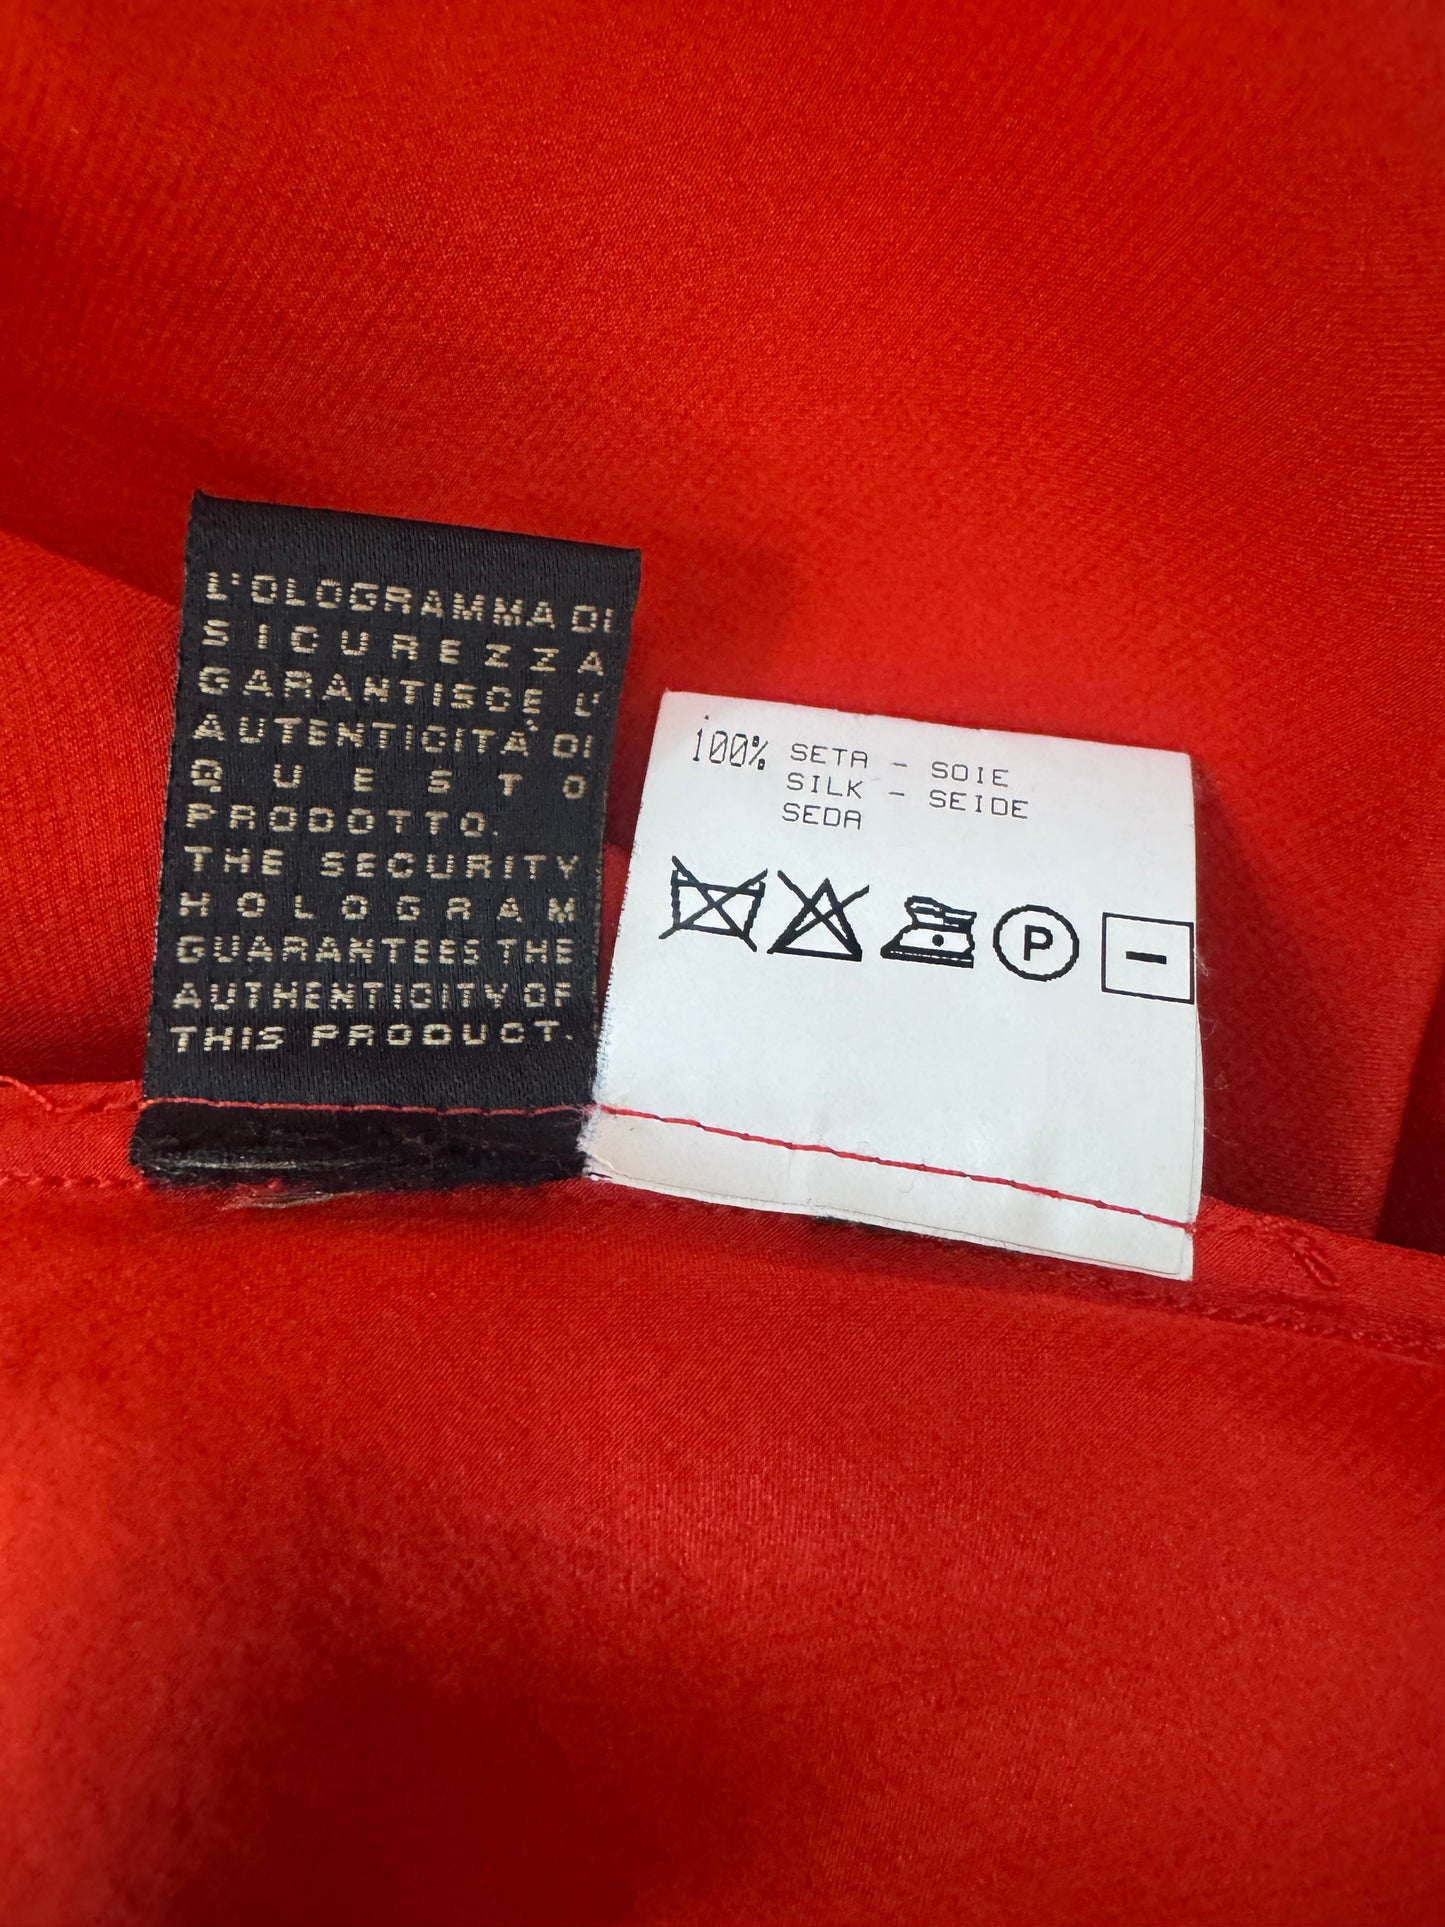 L'OLOGRAMMA DI
SICUREZZA
GARANTISCE L'
AUTENTICITÀ DI
QUESTO
PRODOTTO.
THE SECURITY
HOLOGRAM
GUARANTEES THE
AUTHENTICITY OF
THIS PRODUCT.
100% SETA - SOIE
SILK - SEIDE
SEDA
P